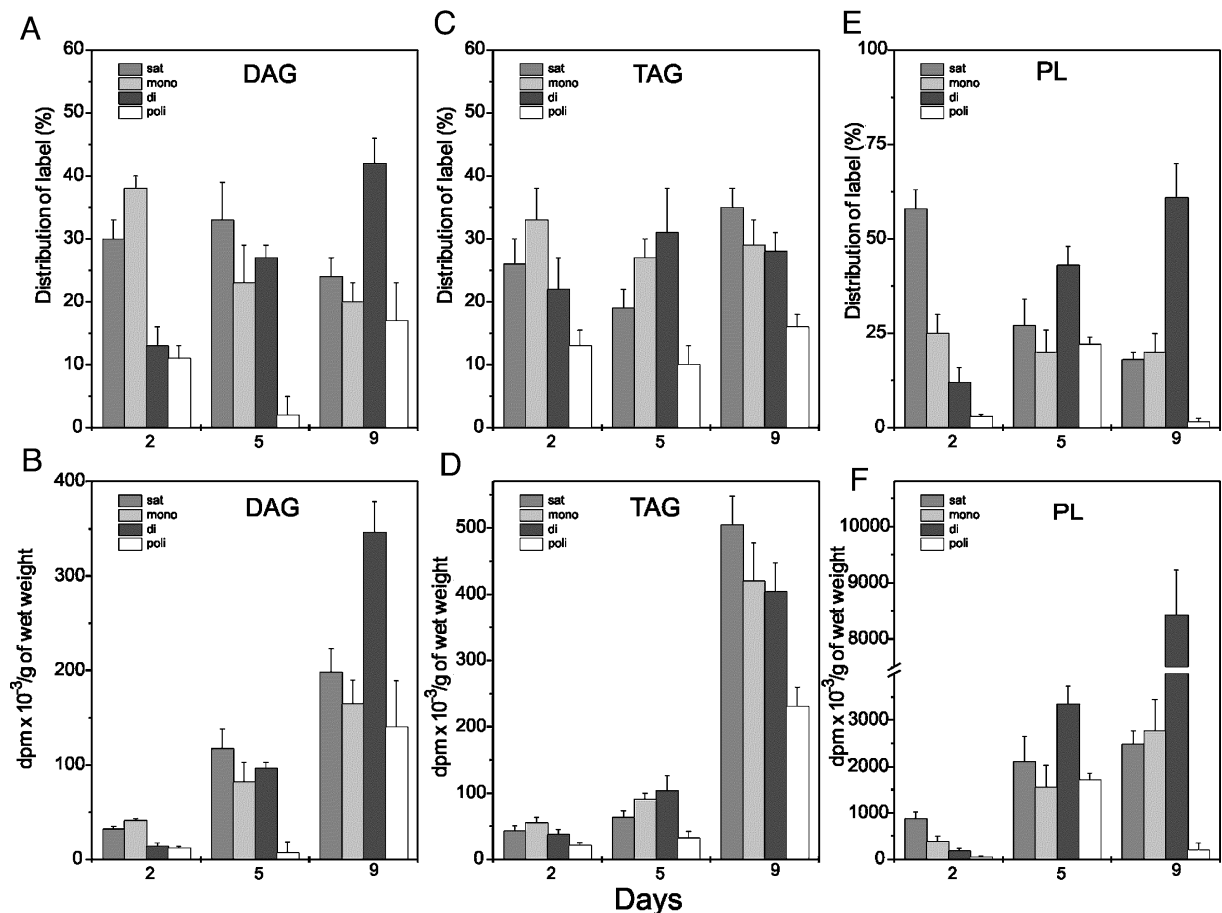 A
DAG
sat
mono
di
poli
Distribution of label (%)
60
50
40
30
20
10
0
2
5
9
C
TAG
sat
mono
di
poli
Distribution of label (%)
60
50
40
30
20
10
0
2
5
9
E
PL
sat
mono
di
poli
Distribution of label (%)
100
75
50
25
0
2
5
9
B
DAG
sat
mono
di
poli
dpm x 10⁻³/g of wet weight
400
300
200
100
0
2
5
9
D
TAG
sat
mono
di
poli
dpm x 10⁻³/g of wet weight
500
400
300
200
100
0
2
5
9
F
PL
sat
mono
di
poli
dpm x 10⁻³/g of wet weight
10000
9000
8000
3000
2000
1000
0
2
5
9
Days